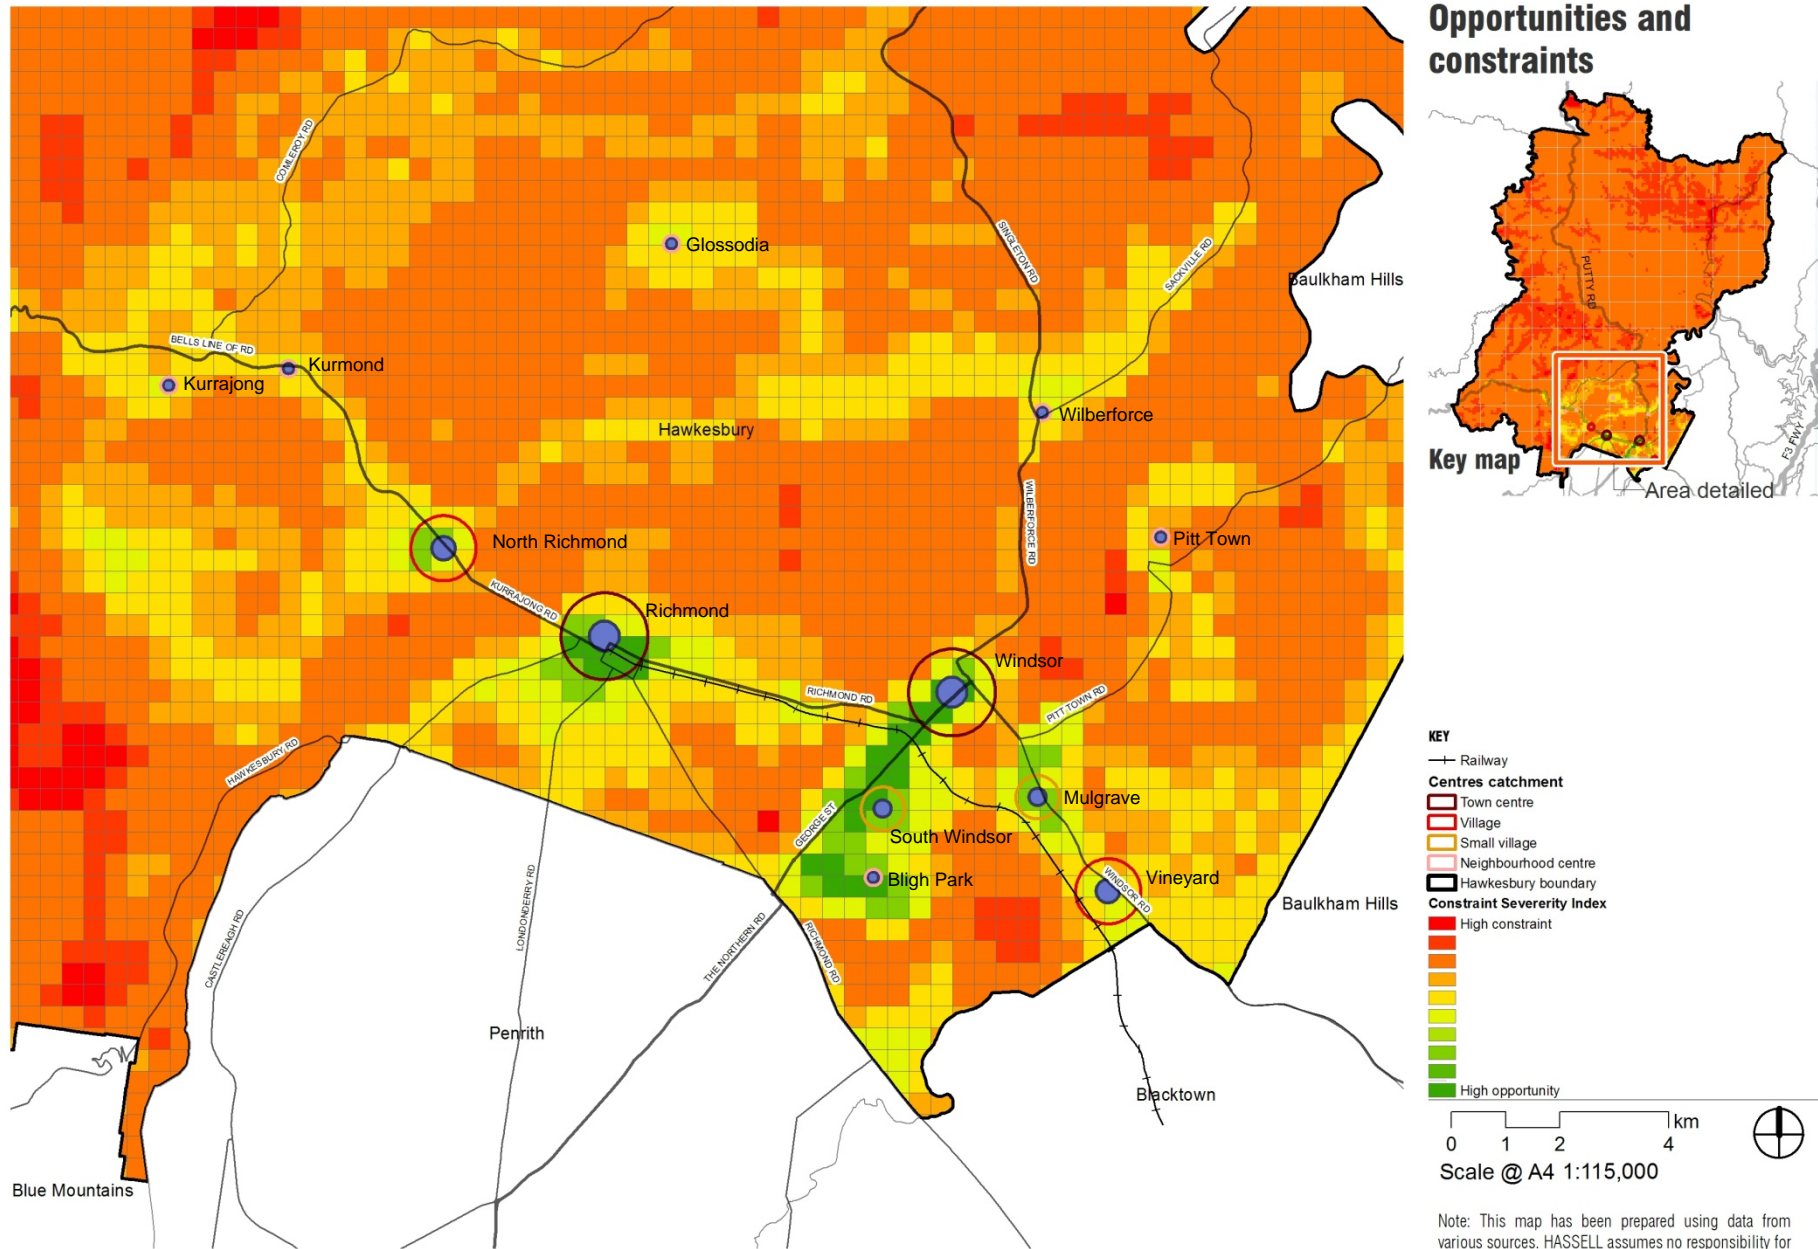 Opportunities and
constraints
PUTTY RD
F3 FWY
Key map
Area detailed
COMLEROY RD
SINGLETON RD
SACKVILLE RD
Glossodia
Baulkham Hills
BELLS LINE OF RD
Kurmond
Kurrajong
Hawkesbury
Wilberforce
WILBERFORCE RD
North Richmond
Pitt Town
KURRAJONG RD
Richmond
Windsor
RICHMOND RD
PITT TOWN RD
HAWKESBURY RD
Mulgrave
GEORGE ST
South Windsor
Bligh Park
Vineyard
WINDSOR RD
Baulkham Hills
CASTLEREAGH RD
LONDONDERRY RD
THE NORTHERN RD
RICHMOND RD
Penrith
Blacktown
Blue Mountains
KEY
Railway
Centres catchment
Town centre
Village
Small village
Neighbourhood centre
Hawkesbury boundary
Constraint Severerity Index
High constraint
High opportunity
km
0 1 2 4
Scale @ A4 1:115,000
Note: This map has been prepared using data from
various sources. HASSELL assumes no responsibility for